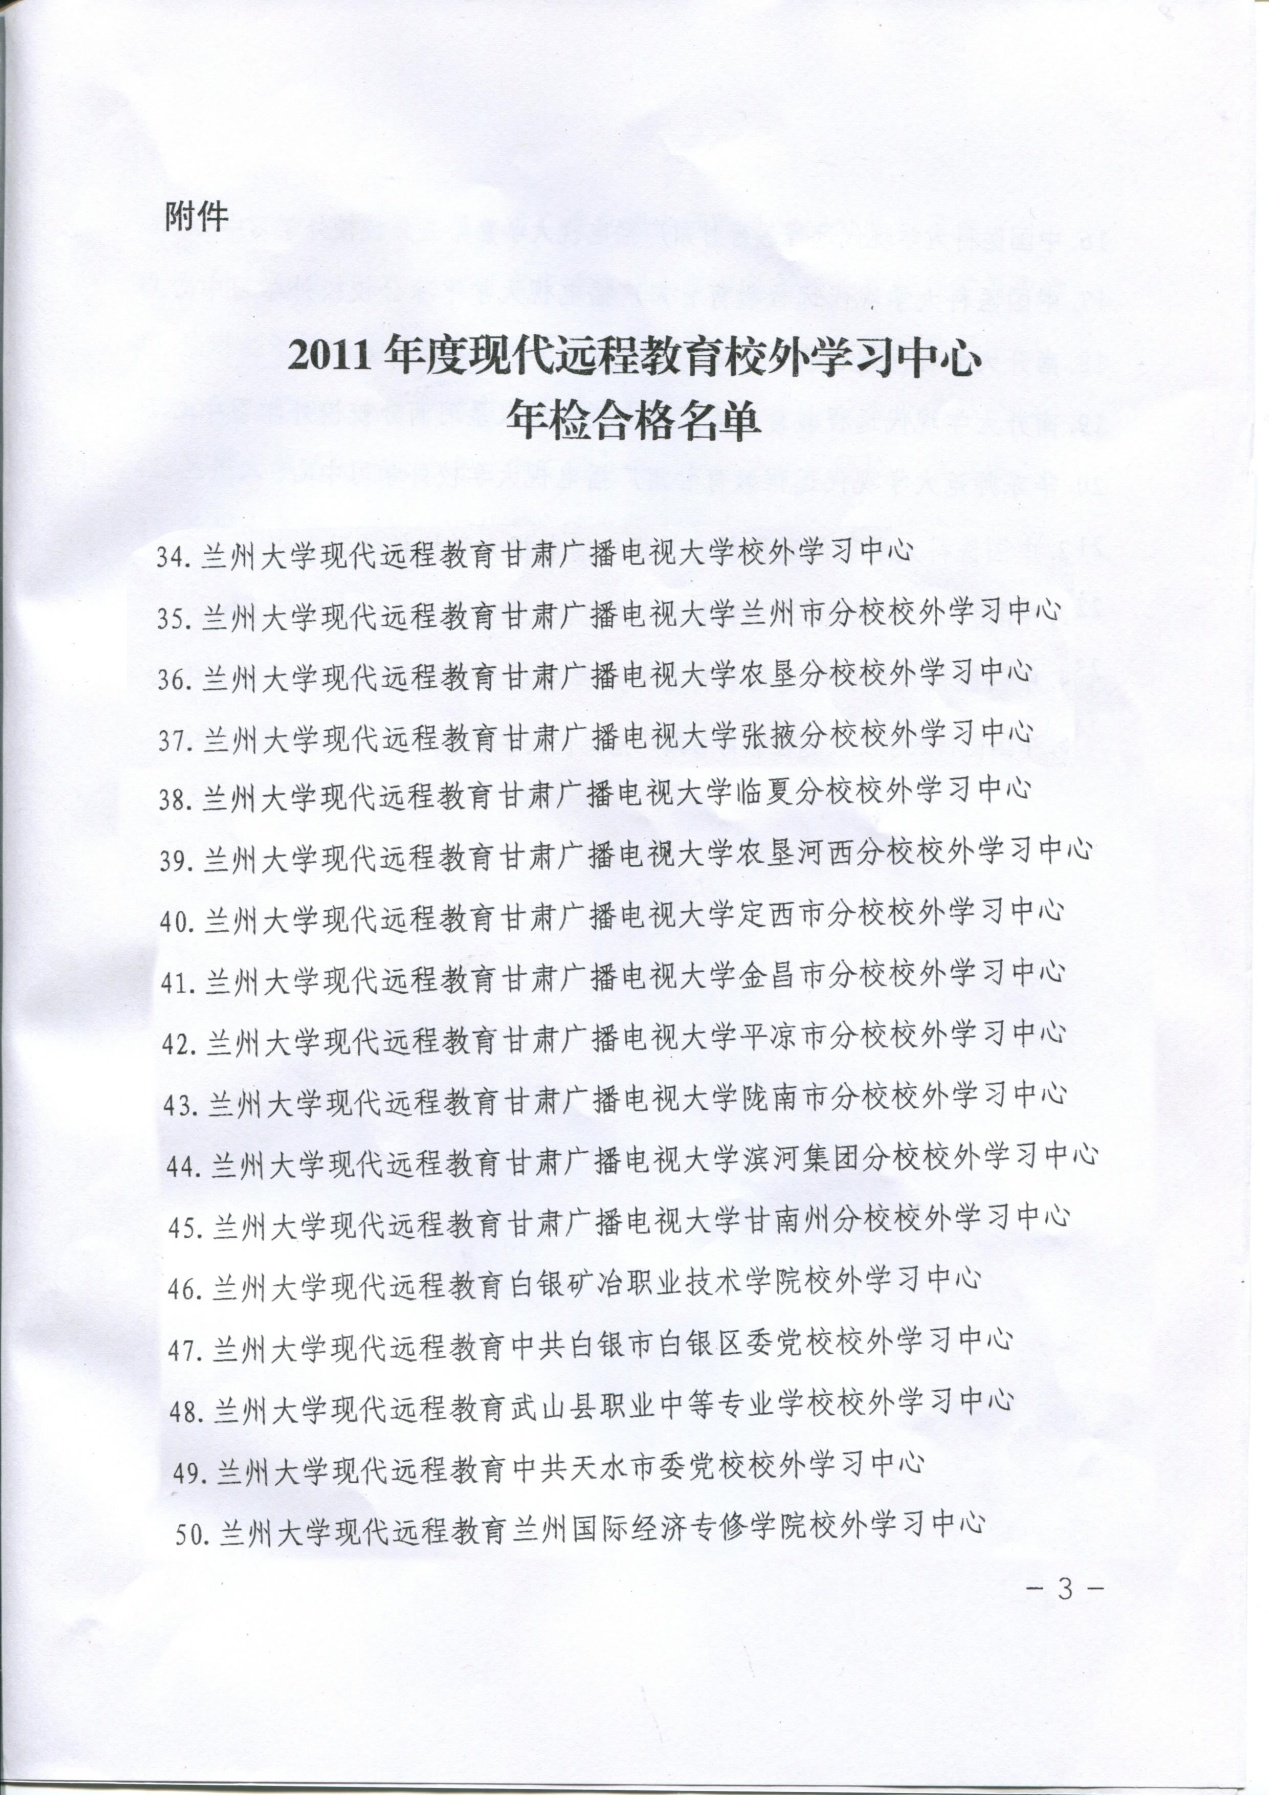 附件
2011年度现代远程教育校外学习中心
年检合格名单
34.兰州大学现代远程教育甘肃广播电视大学校外学习中心
35.兰州大学现代远程教育甘肃广播电视大学兰州市分校校外学习中心
36.兰州大学现代远程教育甘肃广播电视大学农垦分校校外学习中心
37.兰州大学现代远程教育甘肃广播电视大学张掖分校校外学习中心
38.兰州大学现代远程教育甘肃广播电视大学临夏分校校外学习中心
39.兰州大学现代远程教育甘肃广播电视大学农垦河西分校校外学习中心
40.兰州大学现代远程教育甘肃广播电视大学定西市分校校外学习中心
41.兰州大学现代远程教育甘肃广播电视大学金昌市分校校外学习中心
42.兰州大学现代远程教育甘肃广播电视大学平凉市分校校外学习中心
43.兰州大学现代远程教育甘肃广播电视大学陇南市分校校外学习中心
44.兰州大学现代远程教育甘肃广播电视大学滨河集团分校校外学习中心
45.兰州大学现代远程教育甘肃广播电视大学甘南州分校校外学习中心
46.兰州大学现代远程教育白银矿冶职业技术学院校外学习中心
47.兰州大学现代远程教育中共白银市白银区委党校校外学习中心
48.兰州大学现代远程教育武山县职业中等专业学校校外学习中心
49.兰州大学现代远程教育中共天水市委党校校外学习中心
50.兰州大学现代远程教育兰州国际经济专修学院校外学习中心
- 3 -